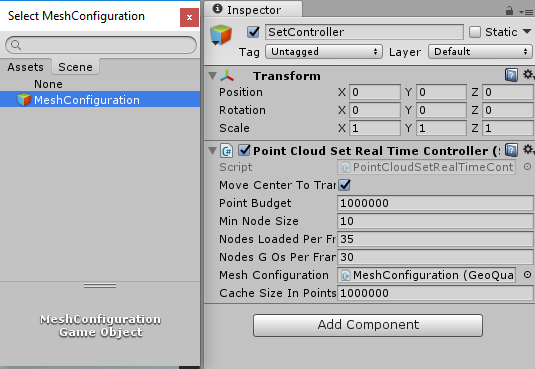 Select MeshConfiguration
x
Assets Scene
None
MeshConfiguration
MeshConfiguration
Game Object
Inspector
SetController
Static
Tag Untagged Layer Default
Transform
Position X 0 Y 0 Z 0
Rotation X 0 Y 0 Z 0
Scale X 1 Y 1 Z 1
Point Cloud Set Real Time Controller (S
Script PointCloudSetRealTimeCont
Move Center To Tran
Point Budget 1000000
Min Node Size 10
Nodes Loaded Per Fr 35
Nodes G Os Per Fran 30
Mesh Configuration MeshConfiguration (GeoQua
Cache Size In Points 1000000
Add Component